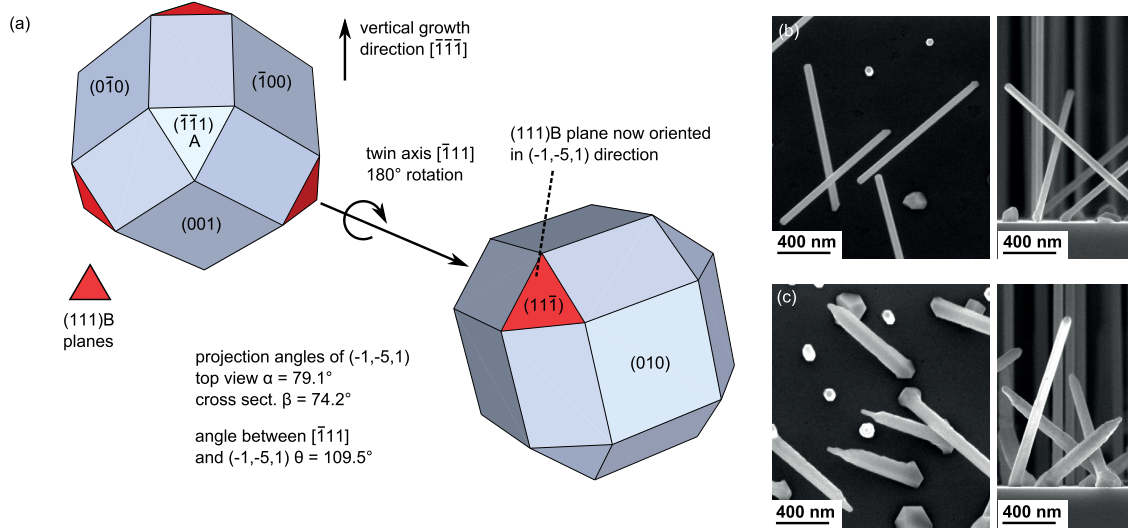 (a)
vertical growth
direction [1̄1̄1̄]
(01̄0)
(1̄00)
(1̄1̄1)
A
(001)
(111)B
planes
twin axis [1̄11]
180° rotation
(111)B plane now oriented
in (-1,-5,1) direction
(111̄)
(010)
projection angles of (-1,-5,1)
top view α = 79.1°
cross sect. β = 74.2°
angle between [1̄11]
and (-1,-5,1) θ = 109.5°
(b)
400 nm
400 nm
(c)
400 nm
400 nm